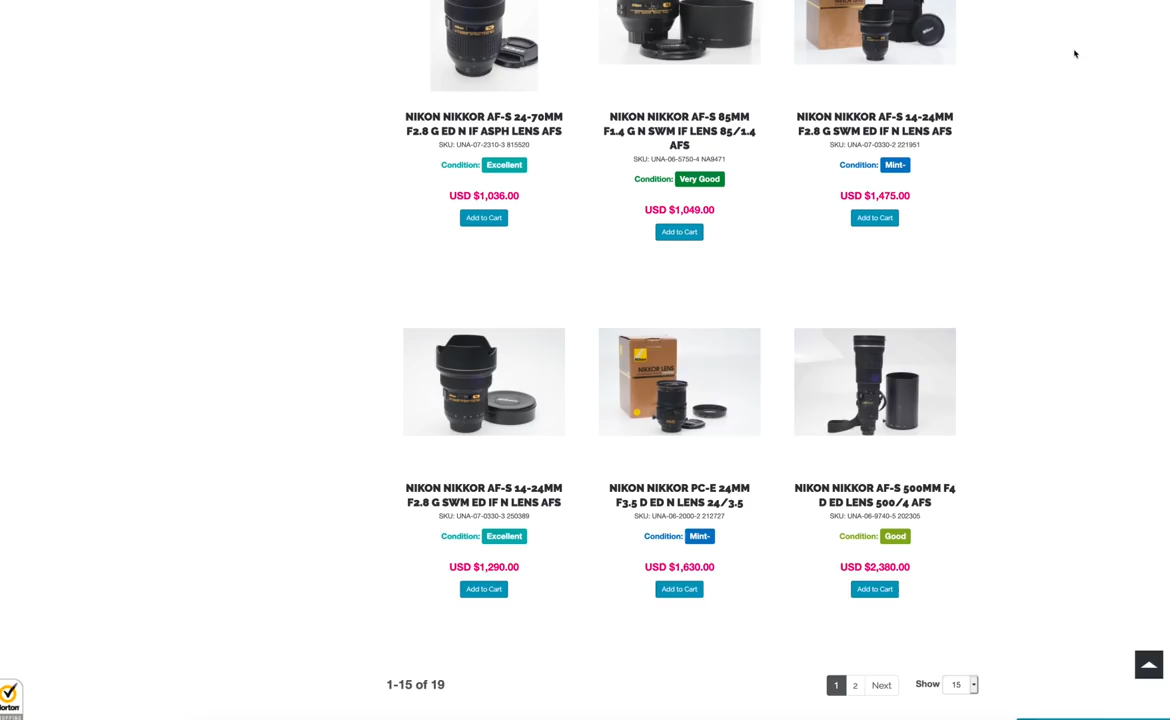 NIKON NIKKOR AF-S 24-70MM
F2.8 G ED N IF ASPH LENS AFS
SKU: UNA-07-2310-3 815520
Condition: Excellent
USD $1,036.00
Add to Cart
NIKON NIKKOR AF-S 85MM
F1.4 G N SWM IF LENS 85/1.4
AFS
SKU: UNA-06-5750-4 NA9471
Condition: Very Good
USD $1,049.00
Add to Cart
NIKON NIKKOR AF-S 14-24MM
F2.8 G SWM ED IF N LENS AFS
SKU: UNA-07-0330-2 221951
Condition: Mint-
USD $1,475.00
Add to Cart
NIKON NIKKOR AF-S 14-24MM
F2.8 G SWM ED IF N LENS AFS
SKU: UNA-07-0330-3 250389
Condition: Excellent
USD $1,290.00
Add to Cart
NIKKOR LENS
NIKON NIKKOR PC-E 24MM
F3.5 D ED N LENS 24/3.5
SKU: UNA-06-2000-2 212727
Condition: Mint-
USD $1,630.00
Add to Cart
NIKON NIKKOR AF-S 500MM F4
D ED LENS 500/4 AFS
SKU: UNA-06-9740-5 202305
Condition: Good
USD $2,380.00
Add to Cart
1-15 of 19
1 2 Next
Show 15